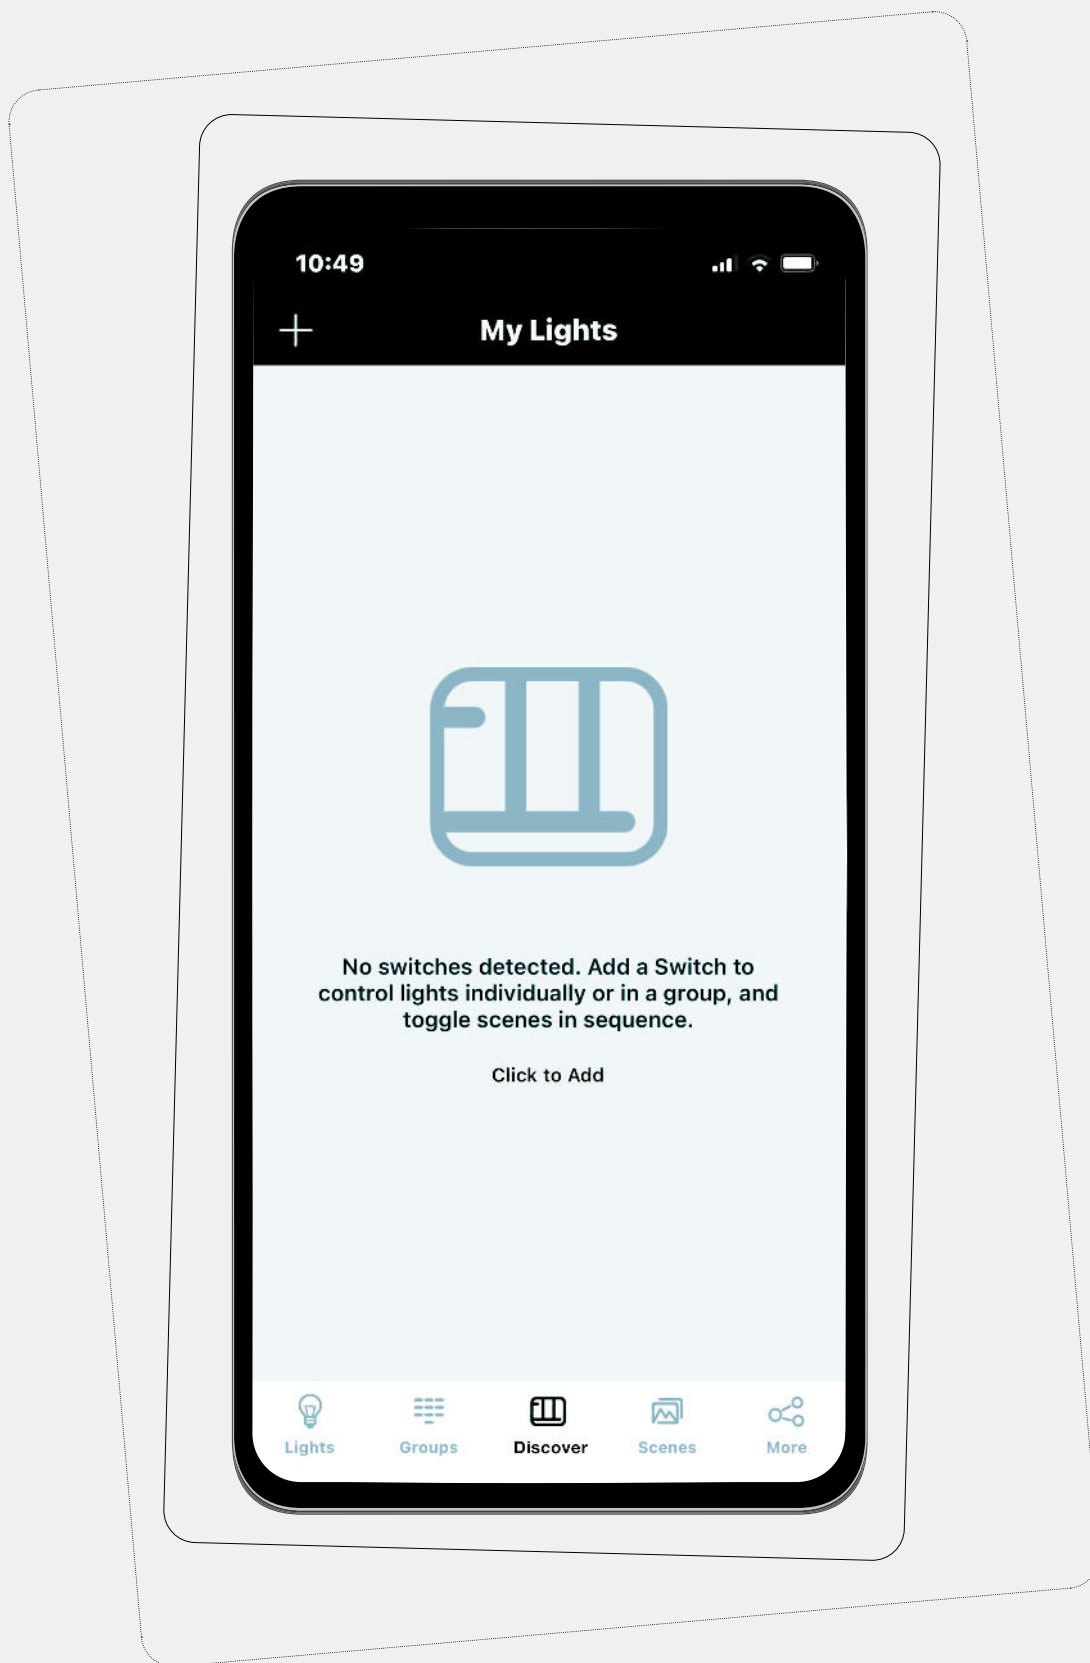 10:49
My Lights
No switches detected. Add a Switch to
control lights individually or in a group, and
toggle scenes in sequence.
Click to Add
Lights
Groups
Discover
Scenes
More